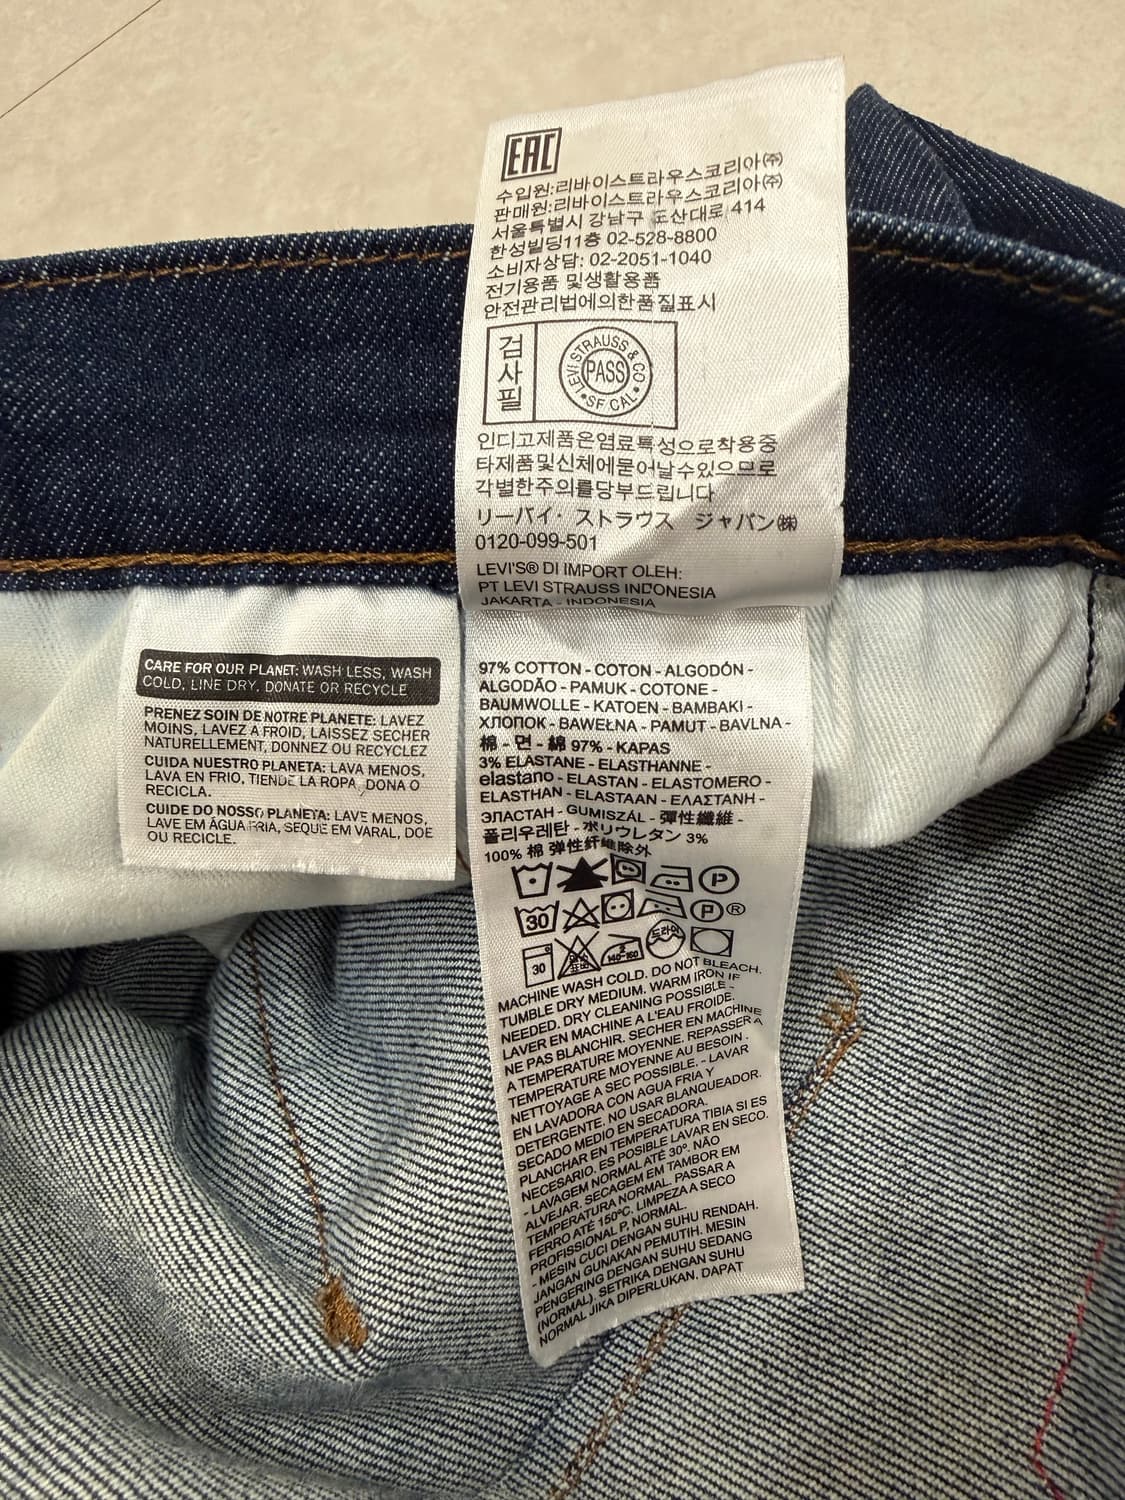 EAC
수입원:리바이스트라우스코리아㈜
판매원:리바이스트라우스코리아㈜
서울특별시 강남구 도산대로 414
한성빌딩11층 02-528-8800
소비자상담: 02-2051-1040
전기용품 및생활용품
안전관리법에의한품질표시
검사필
LEVI STRAUSS & CO
PASS
SF CAL
인디고제품은염료특성으로착용중
타제품및신체에묻어날수있으므로
각별한주의를당부드립니다
リーバイ・ストラウス ジャパン㈱
0120-099-501
LEVI'S® DI IMPORT OLEH:
PT LEVI STRAUSS INDONESIA
JAKARTA - INDONESIA
CARE FOR OUR PLANET: WASH LESS, WASH
COLD, LINE DRY, DONATE OR RECYCLE
PRENEZ SOIN DE NOTRE PLANETE: LAVEZ
MOINS, LAVEZ A FROID, LAISSEZ SÉCHER
NATURELLEMENT, DONNEZ OU RECYCLEZ
CUIDA NUESTRO PLANETA: LAVA MENOS,
LAVA EN FRIO, TIENDE LA ROPA, DONA O
RECICLA.
CUIDE DO NOSSO PLANETA: LAVE MENOS,
LAVE EM ÁGUA FRIA, SEQUE EM VARAL, DOE
OU RECICLE.
97% COTTON - COTON - ALGODÓN -
ALGODÃO - PAMUK - COTONE -
BAUMWOLLE - KATOEN - BAMBAKI -
ХЛОПОК - BAWEŁNA - PAMUT - BAVLNA -
棉 - 면 - 綿 97% - KAPAS
3% ELASTANE - ELASTHANNE -
elastano - ELASTAN - ELASTOMERO -
ELASTHAN - ELASTAAN - ΕΛΑΣΤΑΝΗ -
ЭЛАСТАН - GUMISZÁL - 彈性纖維 -
폴리우레탄 - ポリウレタン 3%
100% 棉 弹性纤维除外
P
30
P ®
30
140-160
드라이
MACHINE WASH COLD. DO NOT BLEACH.
TUMBLE DRY MEDIUM. WARM IRON IF
NEEDED. DRY CLEANING POSSIBLE. -
LAVER EN MACHINE A L'EAU FROIDE.
NE PAS BLANCHIR. SECHER EN MACHINE
A TEMPERATURE MOYENNE. REPASSER A
TEMPERATURE MOYENNE AU BESOIN.
NETTOYAGE A SEC POSSIBLE. - LAVAR
EN LAVADORA CON AGUA FRIA Y
DETERGENTE. NO USAR BLANQUEADOR.
SECADO MEDIO EN SECADORA.
PLANCHAR EN TEMPERATURA TIBIA SI ES
NECESARIO. ES POSIBLE LAVAR EN SECO.
- LAVAGEM NORMAL ATÉ 30º. NÃO
ALVEJAR. SECAGEM EM TAMBOR EM
TEMPERATURA NORMAL. PASSAR A
FERRO ATÉ 150ºC. LIMPEZA A SECO
PROFISSIONAL P, NORMAL.
- MESIN CUCI DENGAN SUHU RENDAH.
JANGAN GUNAKAN PEMUTIH. MESIN
PENGERING DENGAN SUHU SEDANG
(NORMAL). SETRIKA DENGAN SUHU
NORMAL JIKA DIPERLUKAN. DAPAT